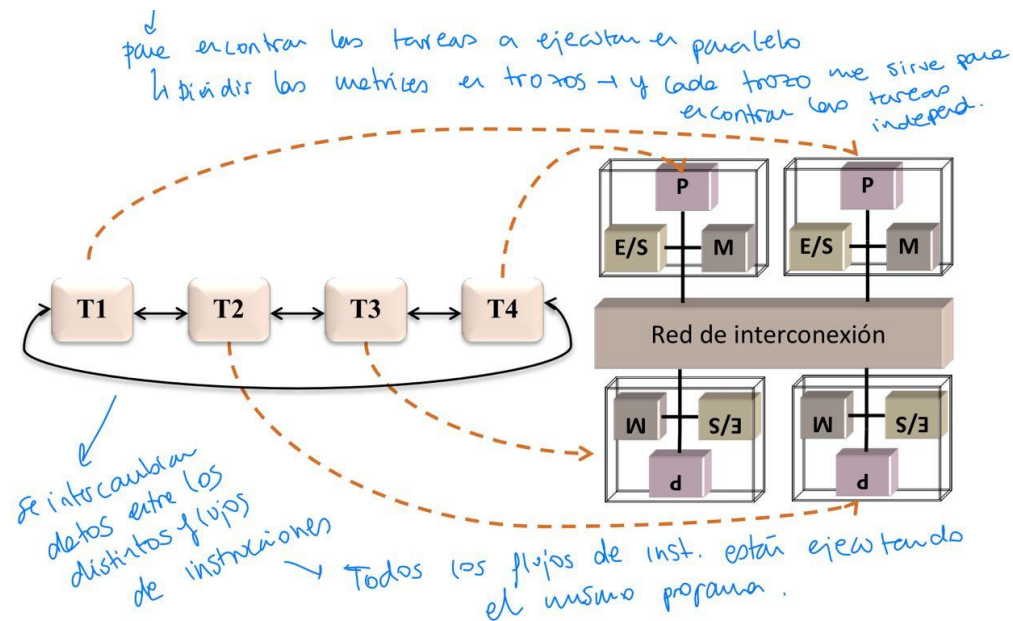 para encontrar las tareas a ejecutar en paralelo
↳ Dividir las matrices en trozos → y cada trozo me sirve para
encontrar las tareas
independ.
P
P
E/S
M
E/S
M
T1
T2
T3
T4
Red de interconexión
M
E/S
M
E/S
P
P
se intercambian
datos entre los
distintos flujos
de instrucciones
→ Todos los flujos de inst. están ejecutando
el mismo programa.